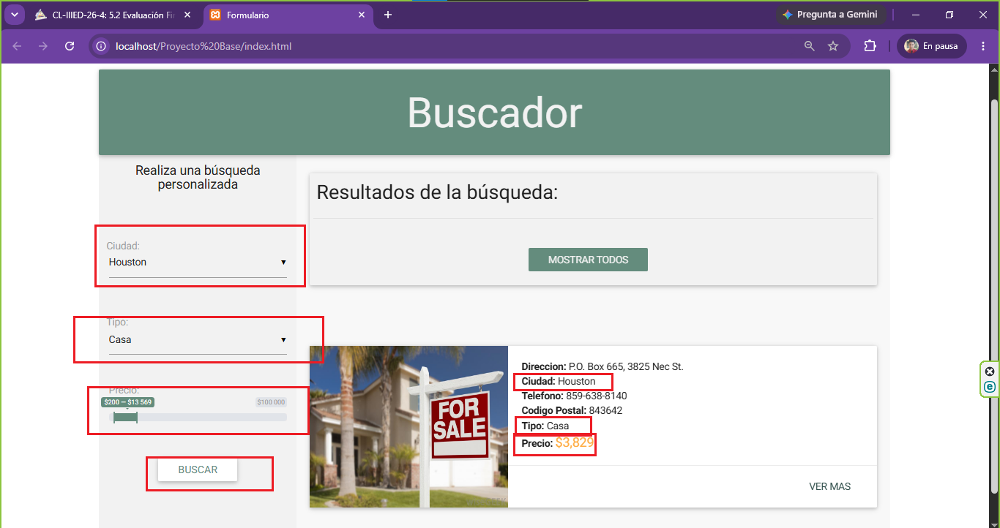 CL-IIIED-26-4: 5.2 Evaluación Fi
Formulario
Pregunta a Gemini
localhost/Proyecto%20Base/index.html
En pausa
Buscador
Realiza una búsqueda
personalizada
Ciudad:
Houston
Tipo:
Casa
Precio:
$200 — $13 569
$100 000
BUSCAR
Resultados de la búsqueda:
MOSTRAR TODOS
FOR
SALE
Direccion: P.O. Box 665, 3825 Nec St.
Ciudad: Houston
Telefono: 859-638-8140
Codigo Postal: 843642
Tipo: Casa
Precio: $3,829
VER MAS